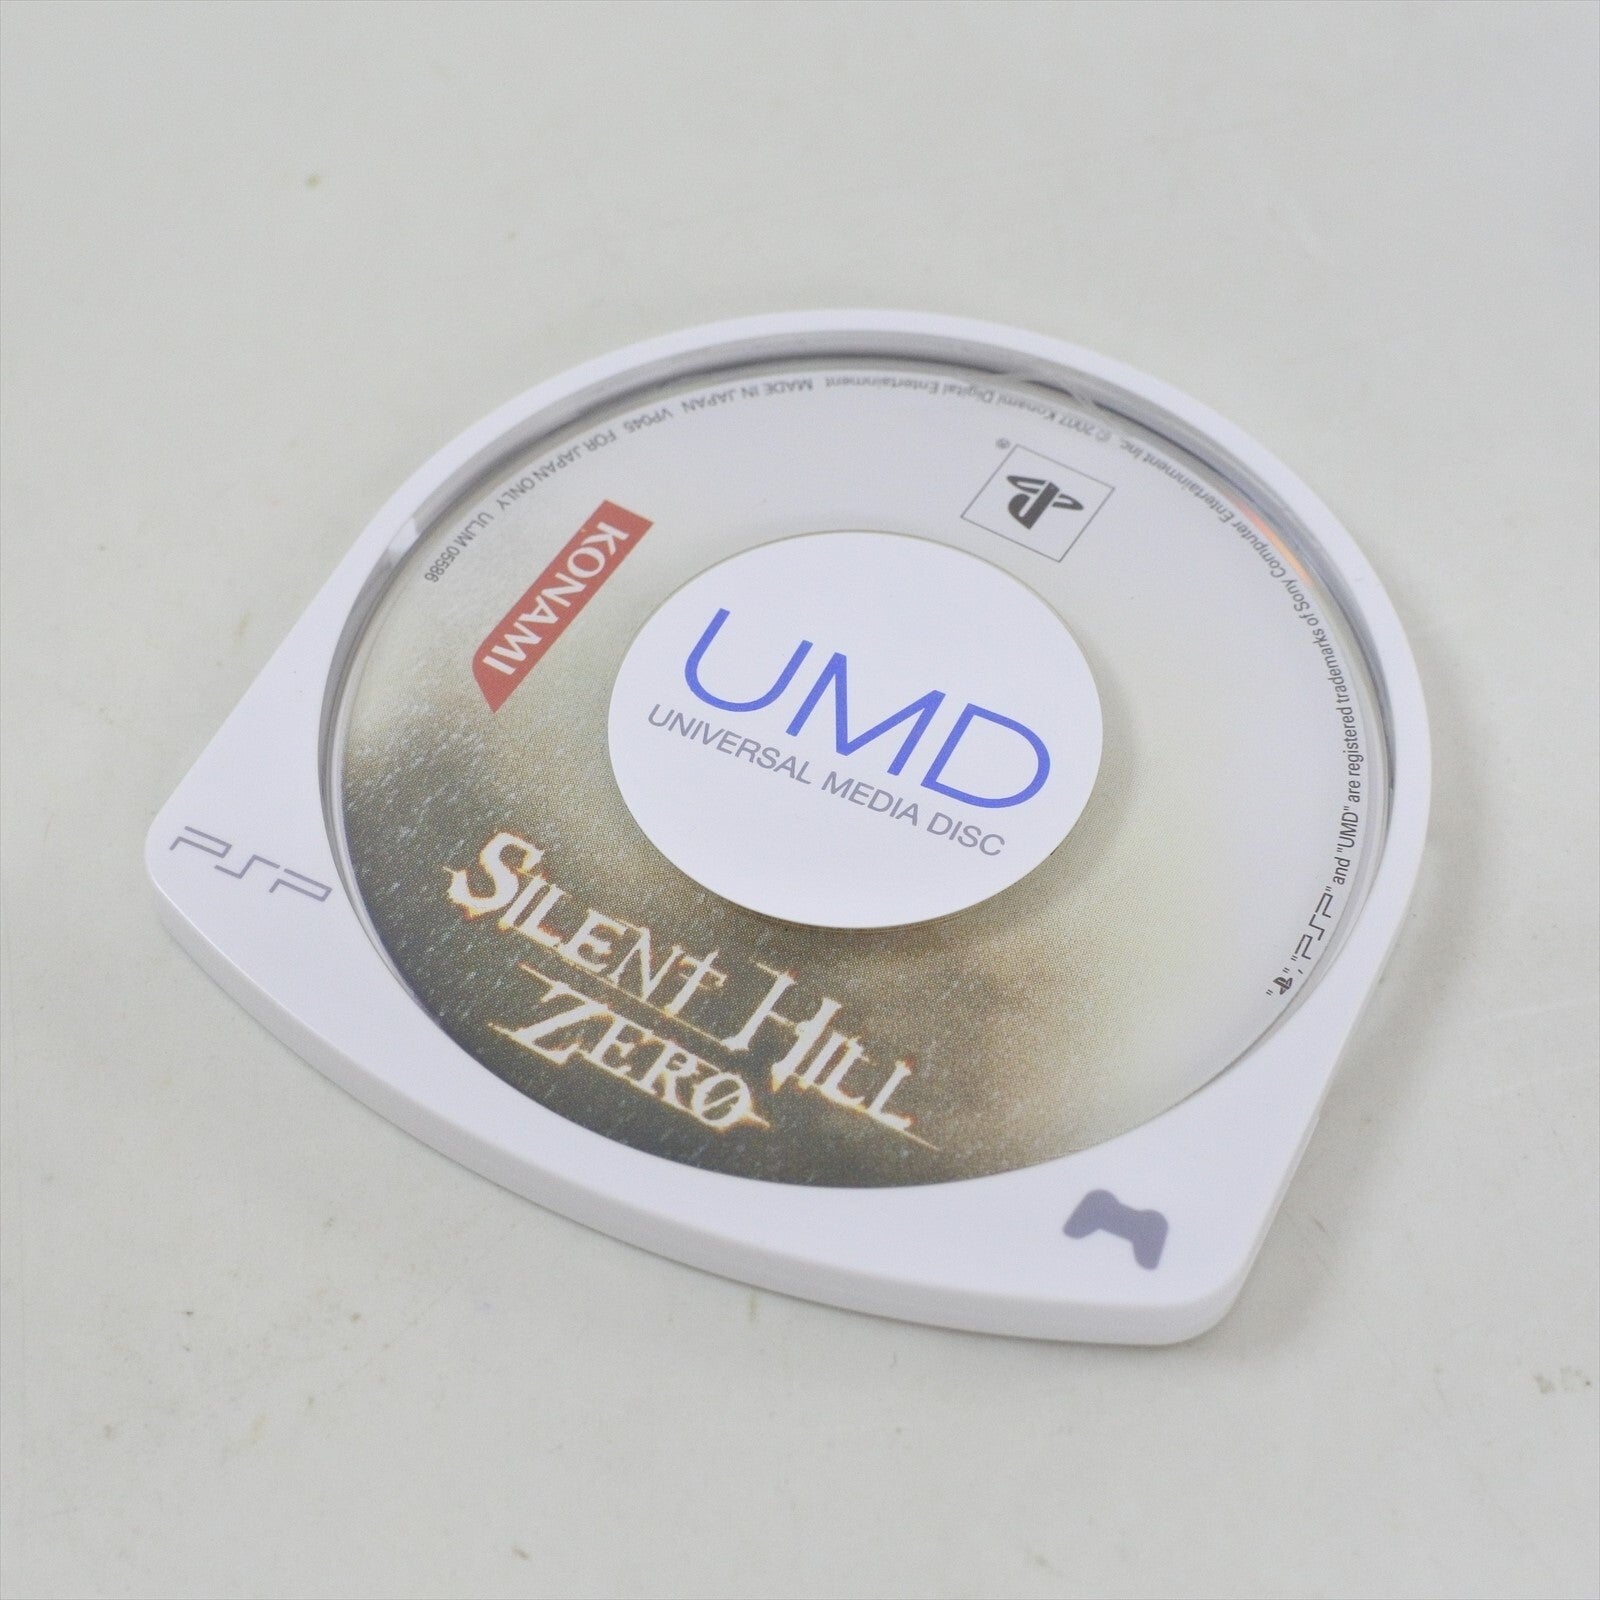 UMD
UNIVERSAL MEDIA DISC
SILENT HILL
ZERO
KONAMI
PSP
", "PSP" and "UMD" are registered trademarks of Sony Computer Entertainment Inc. © 2007 Konami Digital Entertainment MADE IN JAPAN VP045 FOR JAPAN ONLY ULJM 05586
®